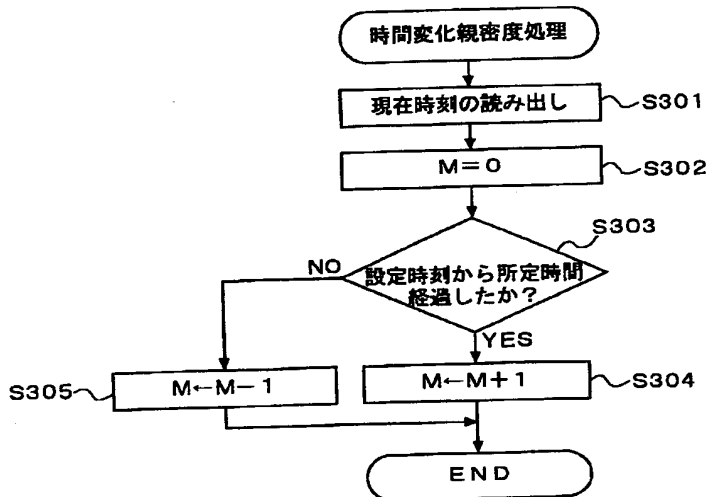 時間変化親密度処理
現在時刻の読み出し
S301
M=0
S302
S303
設定時刻から所定時間
経過したか?
NO
YES
S305
M←M-1
M←M+1
S304
END